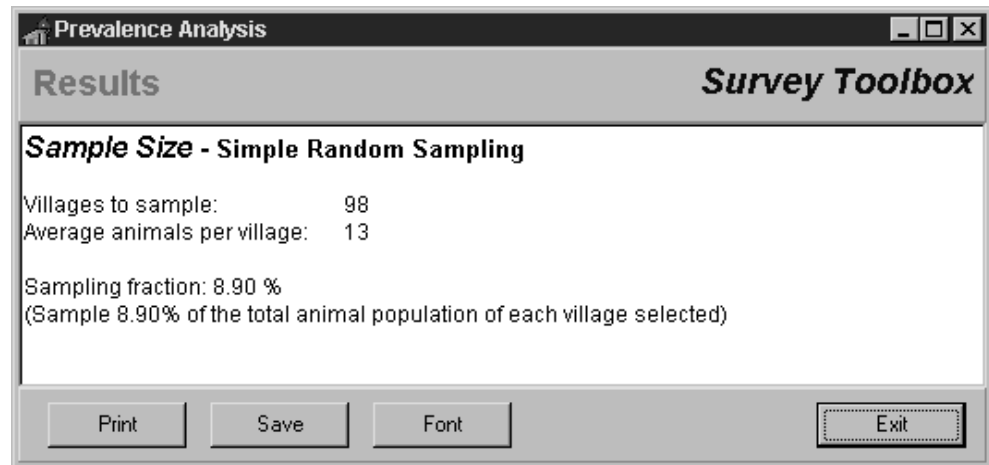 Prevalence Analysis
Results
Survey Toolbox
Sample Size - Simple Random Sampling
Villages to sample: 98
Average animals per village: 13
Sampling fraction: 8.90 %
(Sample 8.90% of the total animal population of each village selected)
Print Save Font Exit